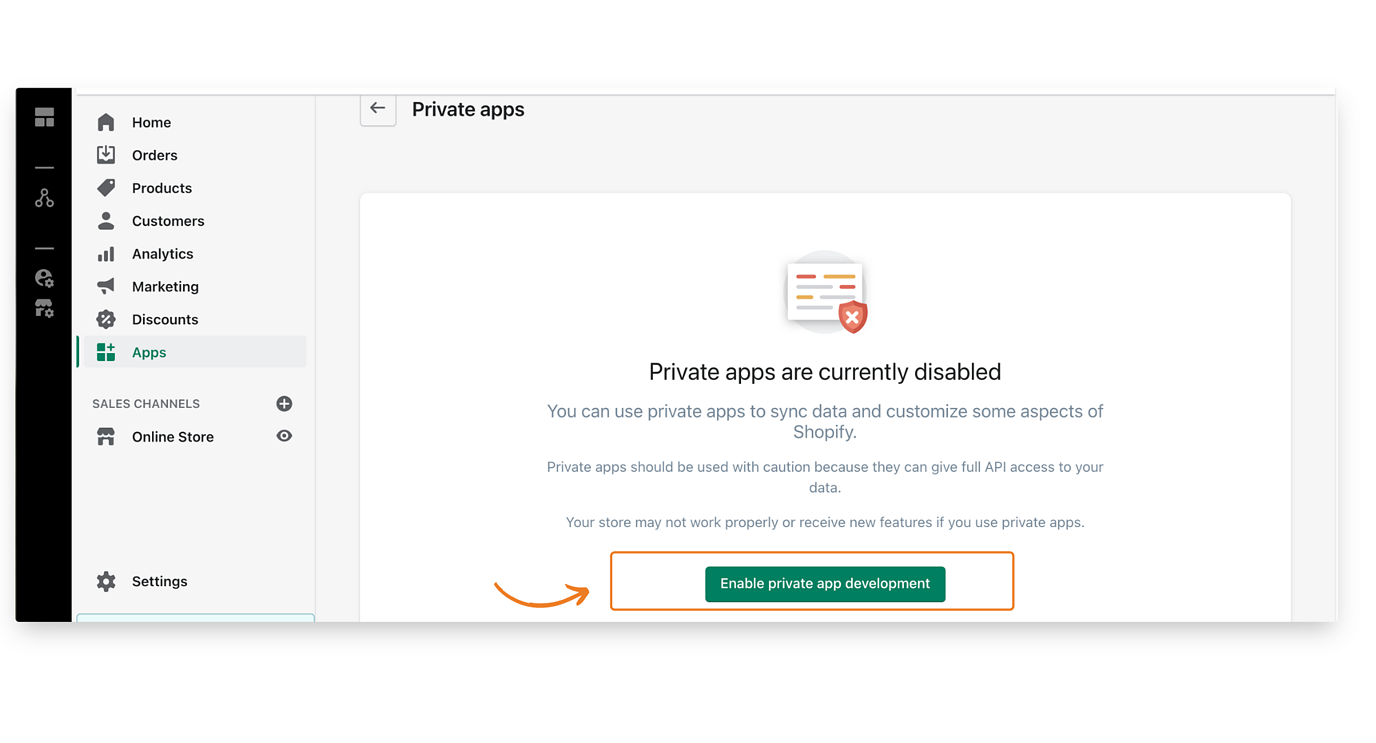 Private apps
Home
Orders
Products
Customers
Analytics
Marketing
Discounts
Apps
SALES CHANNELS
Online Store
Settings
Private apps are currently disabled
You can use private apps to sync data and customize some aspects of
Shopify.
Private apps should be used with caution because they can give full API access to your
data.
Your store may not work properly or receive new features if you use private apps.
Enable private app development